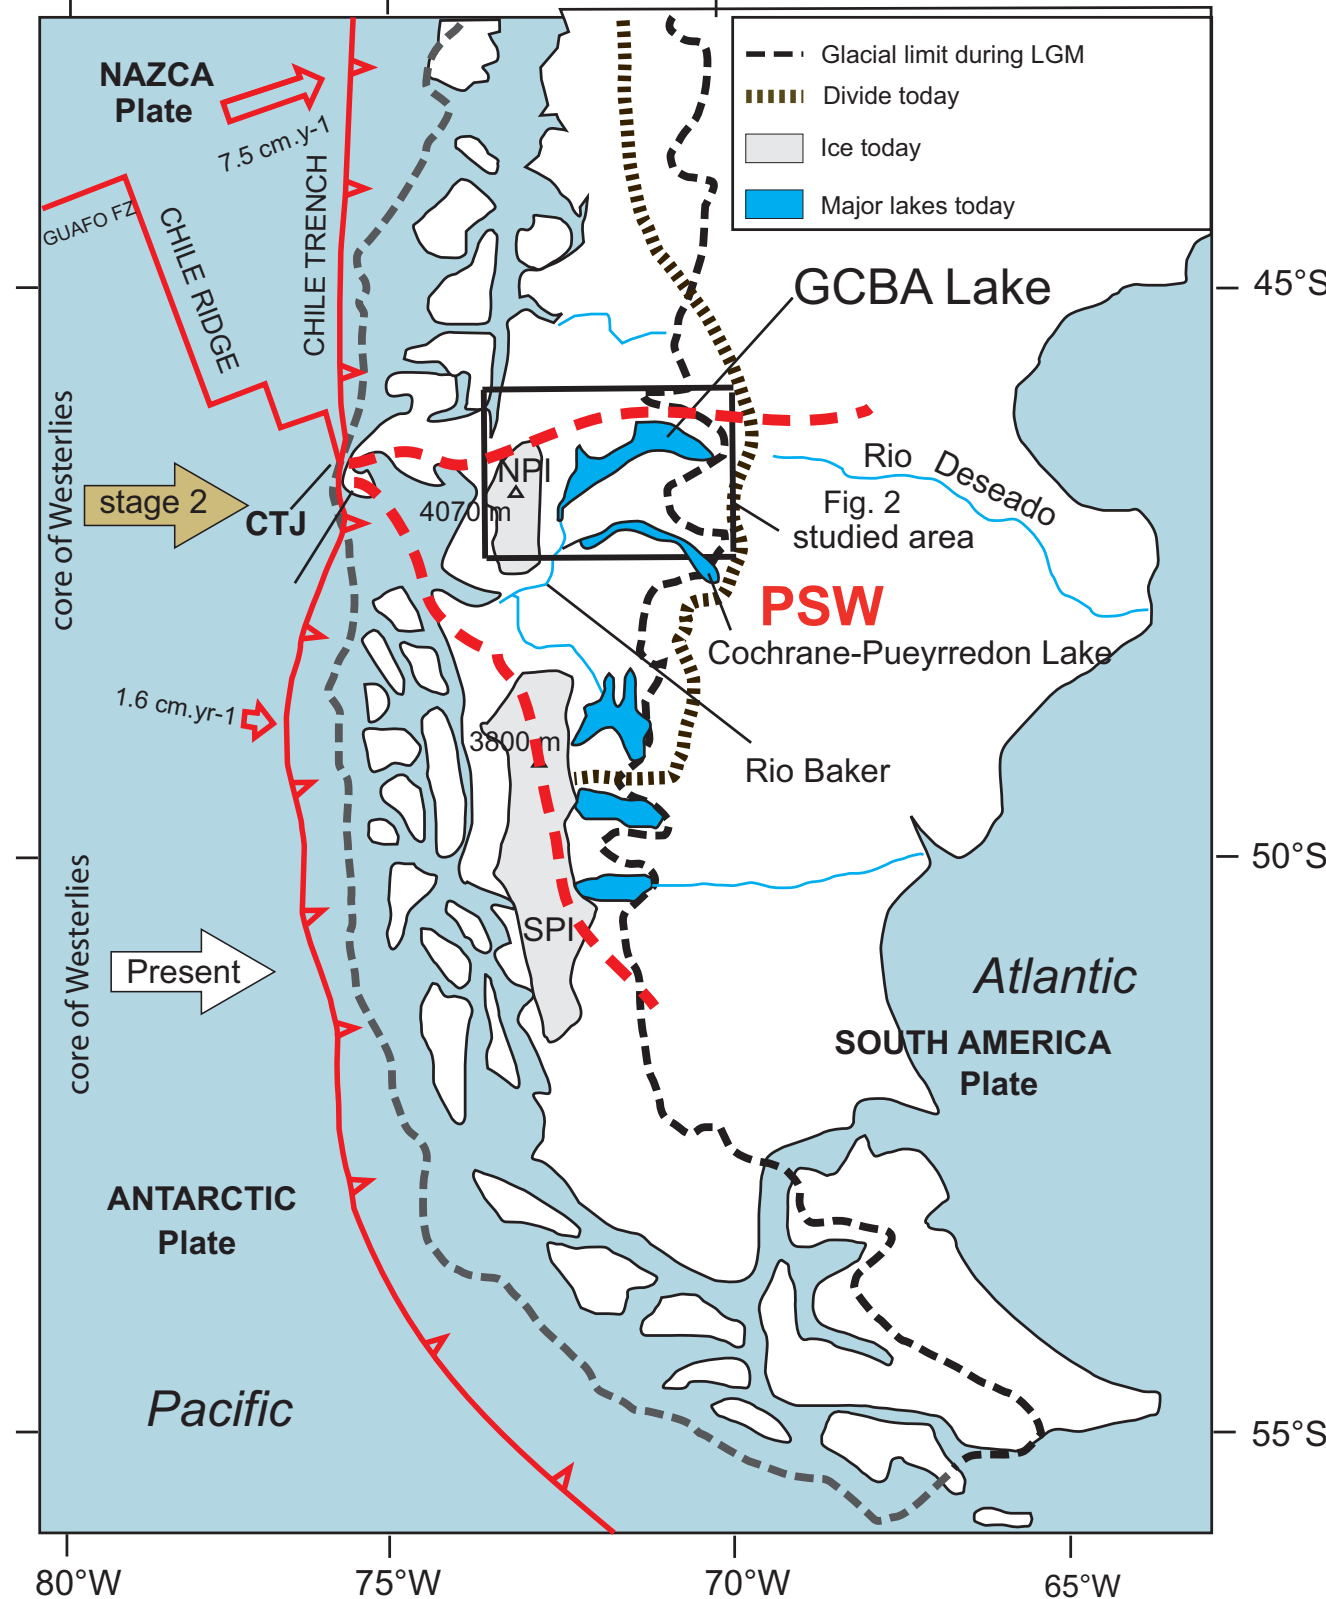 NAZCA
Plate
7.5 cm.y-1
GUAFO FZ
CHILE RIDGE
CHILE TRENCH
Glacial limit during LGM
Divide today
Ice today
Major lakes today
GCBA Lake
45°S
core of Westerlies
stage 2
CTJ
NPI
4070 m
Rio Deseado
Fig. 2
studied area
PSW
Cochrane-Pueyrredon Lake
1.6 cm.yr-1
3800 m
Rio Baker
50°S
core of Westerlies
Present
SPI
Atlantic
SOUTH AMERICA
Plate
ANTARCTIC
Plate
Pacific
55°S
80°W
75°W
70°W
65°W